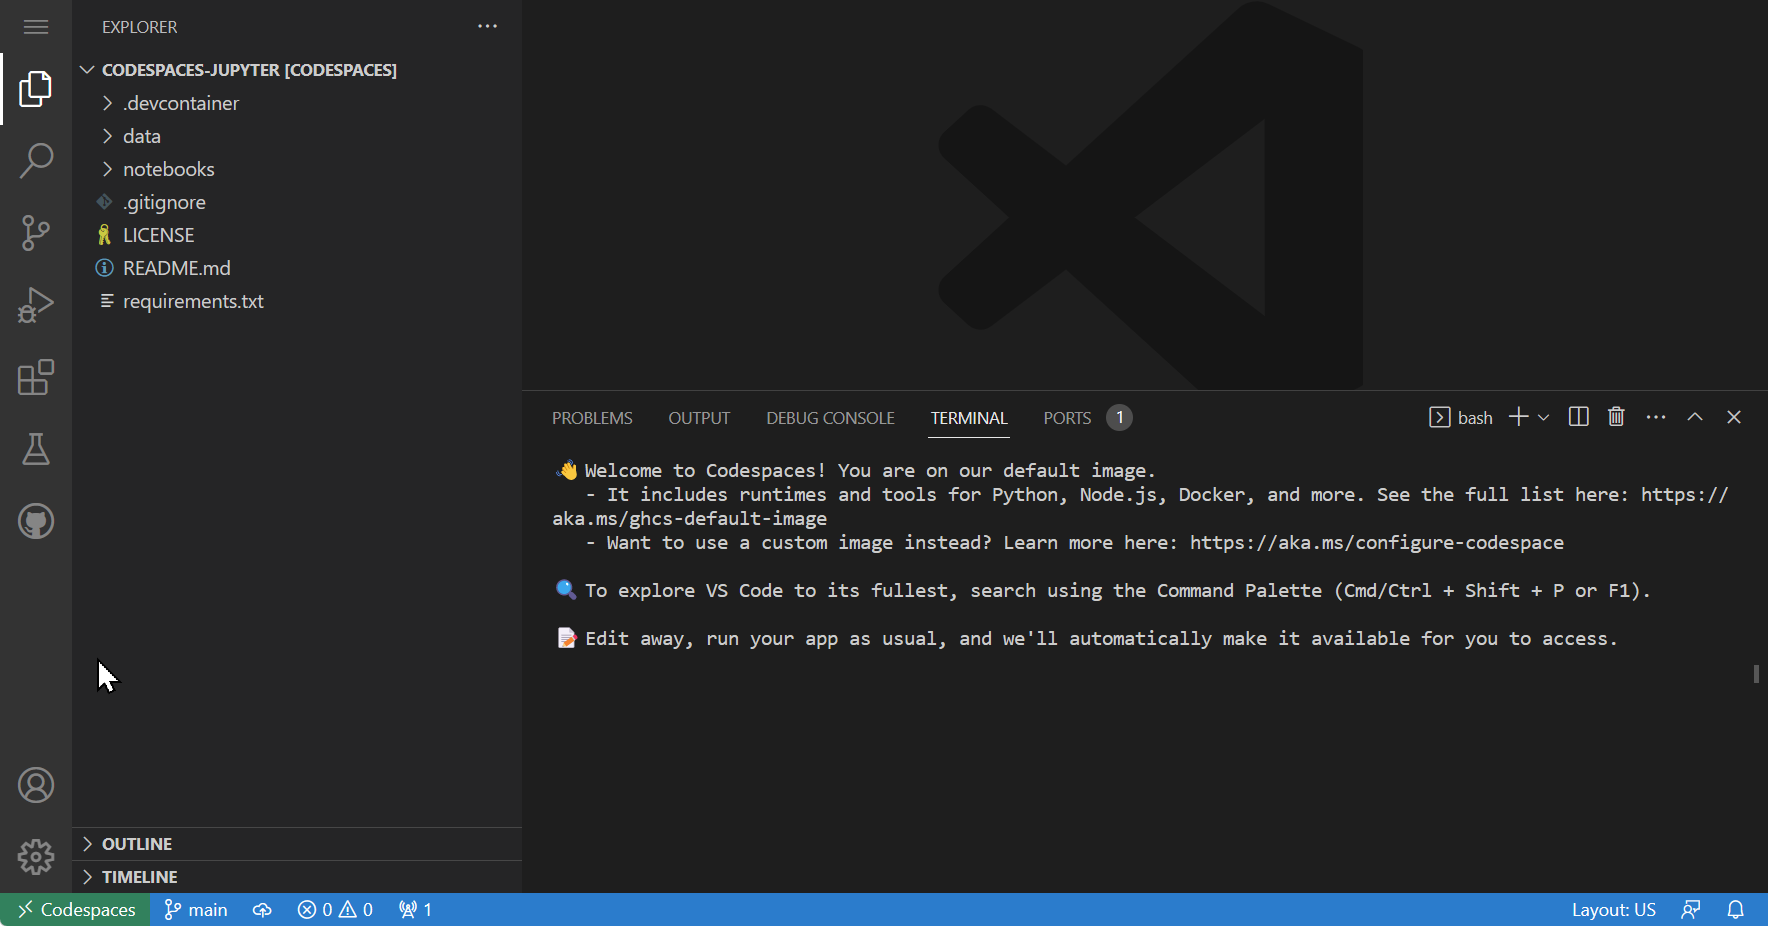 EXPLORER
CODESPACES-JUPYTER [CODESPACES]
.devcontainer
data
notebooks
.gitignore
LICENSE
README.md
requirements.txt
OUTLINE
TIMELINE
PROBLEMS OUTPUT DEBUG CONSOLE TERMINAL PORTS 1 bash
Welcome to Codespaces! You are on our default image.
- It includes runtimes and tools for Python, Node.js, Docker, and more. See the full list here: https://
aka.ms/ghcs-default-image
- Want to use a custom image instead? Learn more here: https://aka.ms/configure-codespace
To explore VS Code to its fullest, search using the Command Palette (Cmd/Ctrl + Shift + P or F1).
Edit away, run your app as usual, and we'll automatically make it available for you to access.
Codespaces main 0 0 1 Layout: US